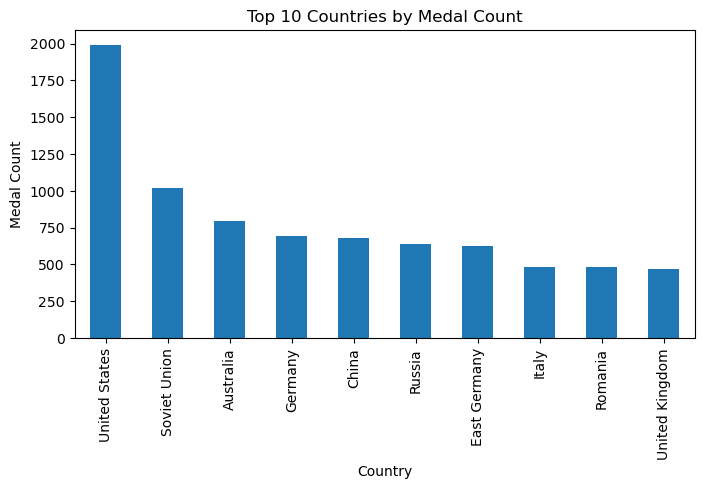 Top 10 Countries by Medal Count
Medal Count
2000
1750
1500
1250
1000
750
500
250
0
United States
Soviet Union
Australia
Germany
China
Russia
East Germany
Italy
Romania
United Kingdom
Country